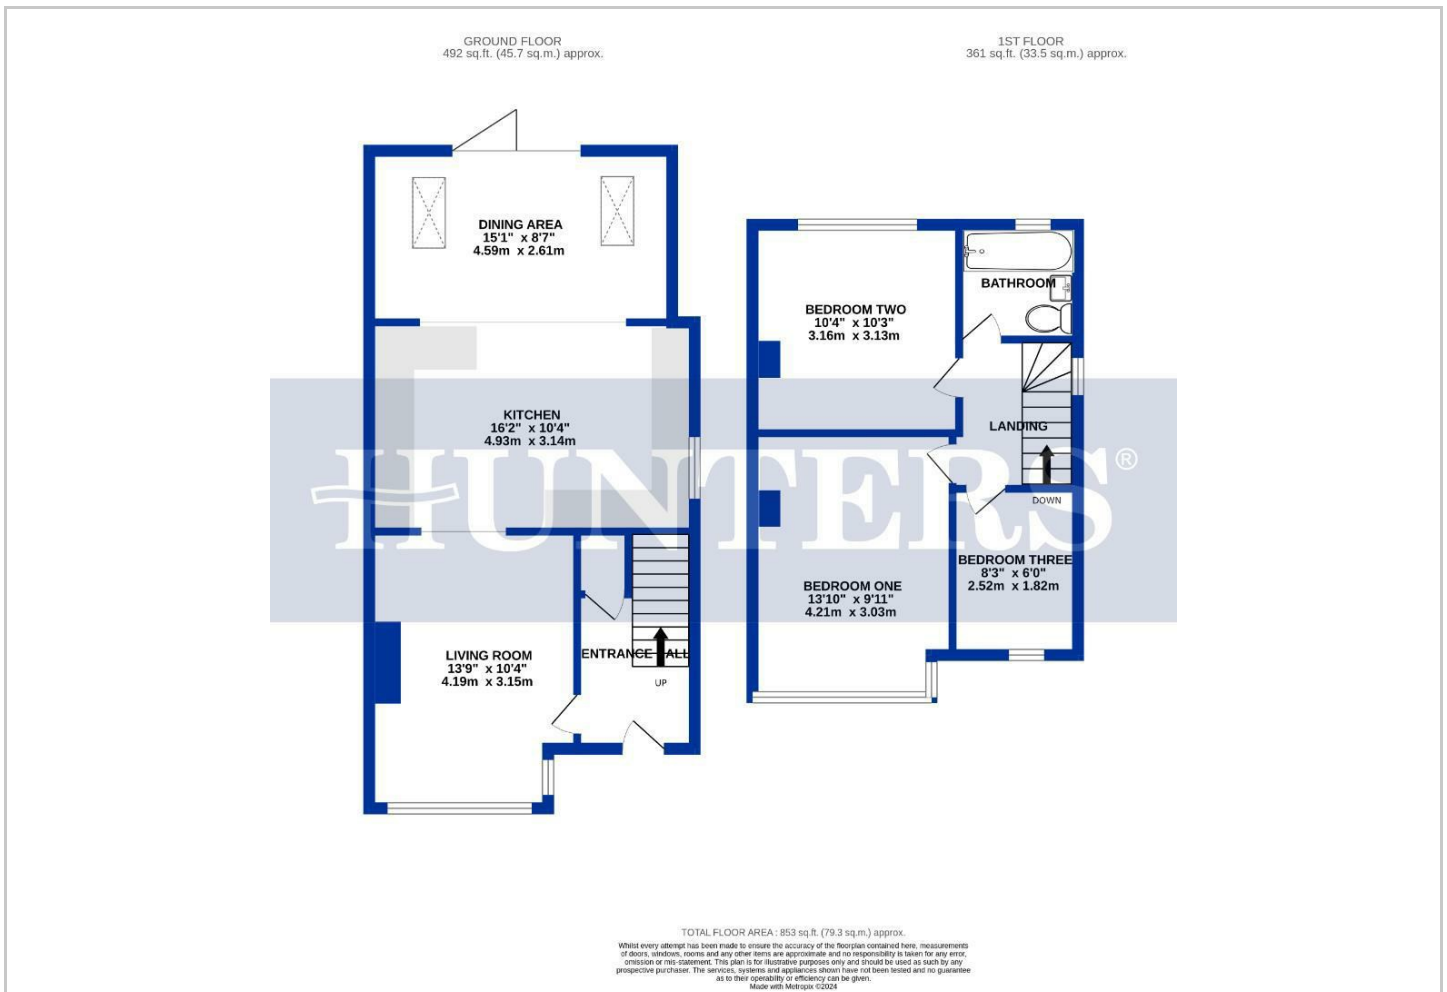 GROUND FLOOR
492 sq.ft. (45.7 sq.m.) approx.
1ST FLOOR
361 sq.ft. (33.5 sq.m.) approx.
DINING AREA
15'1" x 8'7"
4.59m x 2.61m
KITCHEN
16'2" x 10'4"
4.93m x 3.14m
LIVING ROOM
13'9" x 10'4"
4.19m x 3.15m
ENTRANCE HALL
UP
BEDROOM TWO
10'4" x 10'3"
3.16m x 3.13m
BATHROOM
LANDING
DOWN
BEDROOM ONE
13'10" x 9'11"
4.21m x 3.03m
BEDROOM THREE
8'3" x 6'0"
2.52m x 1.82m
HUNTERS®
TOTAL FLOOR AREA : 853 sq.ft. (79.3 sq.m.) approx.
Whilst every attempt has been made to ensure the accuracy of the floorplan contained here, measurements
of doors, windows, rooms and any other items are approximate and no responsibility is taken for any error,
omission or mis-statement. This plan is for illustrative purposes only and should be used as such by any
prospective purchaser. The services, systems and appliances shown have not been tested and no guarantee
as to their operability or efficiency can be given.
Made with Metropix ©2024